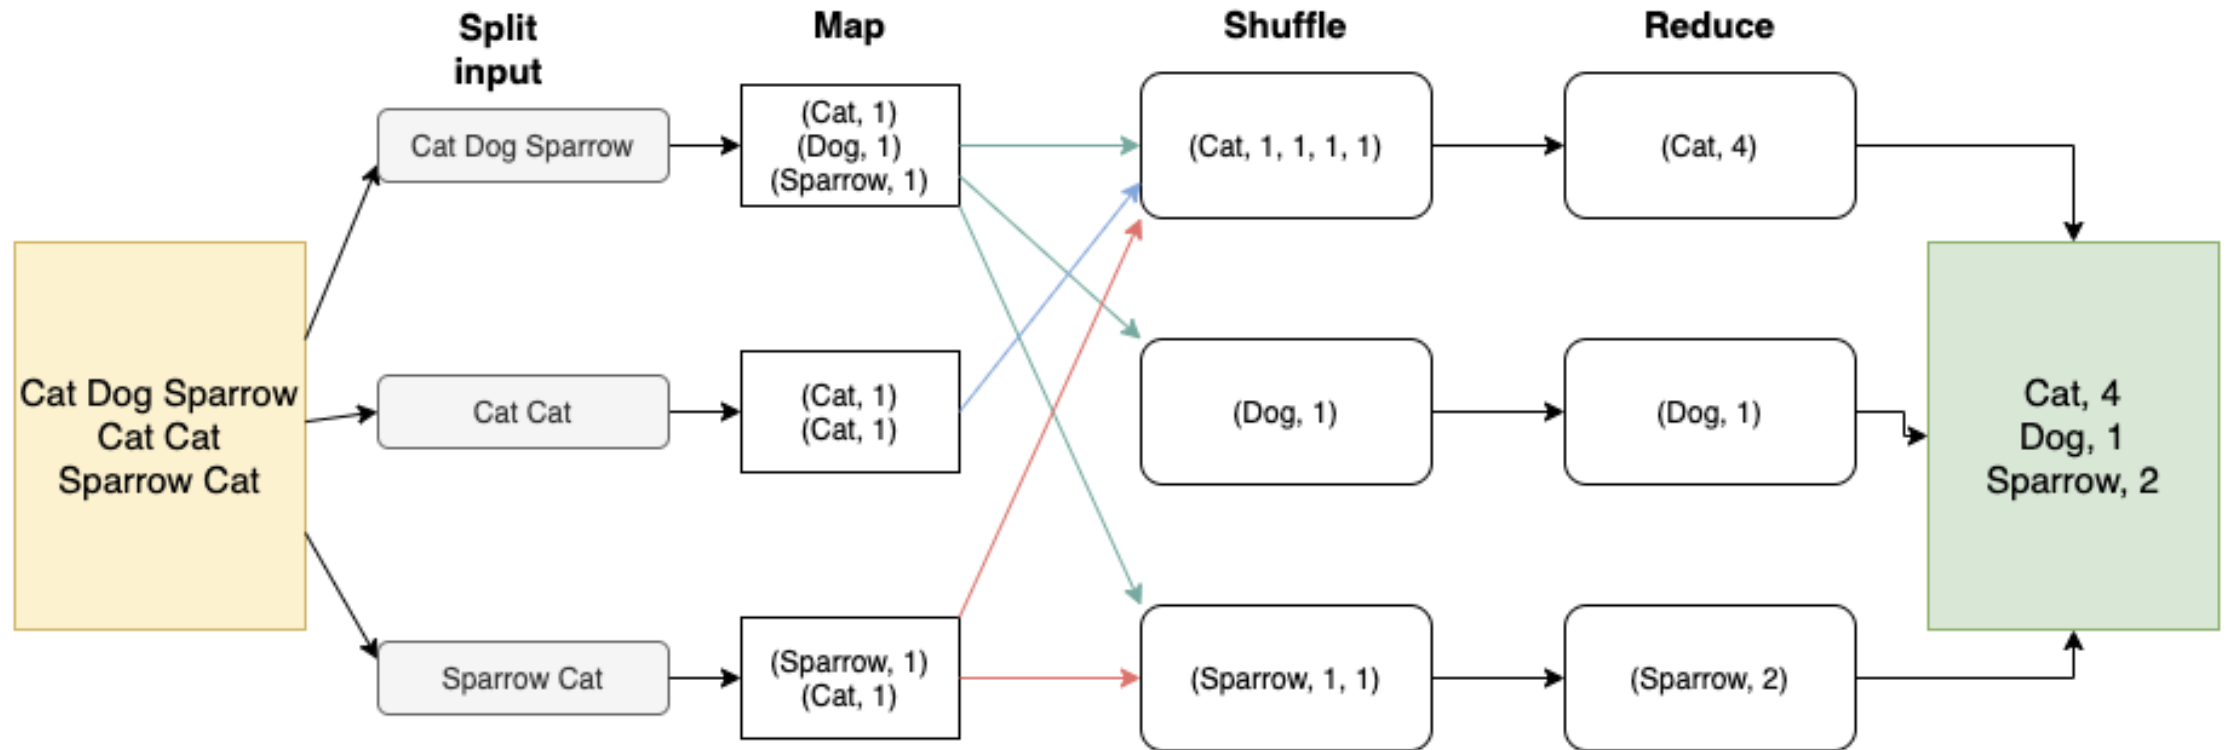 Split
input
Map
Shuffle
Reduce
Cat Dog Sparrow
Cat Cat
Sparrow Cat
Cat Dog Sparrow
Cat Cat
Sparrow Cat
(Cat, 1)
(Dog, 1)
(Sparrow, 1)
(Cat, 1)
(Cat, 1)
(Sparrow, 1)
(Cat, 1)
(Cat, 1, 1, 1, 1)
(Dog, 1)
(Sparrow, 1, 1)
(Cat, 4)
(Dog, 1)
(Sparrow, 2)
Cat, 4
Dog, 1
Sparrow, 2